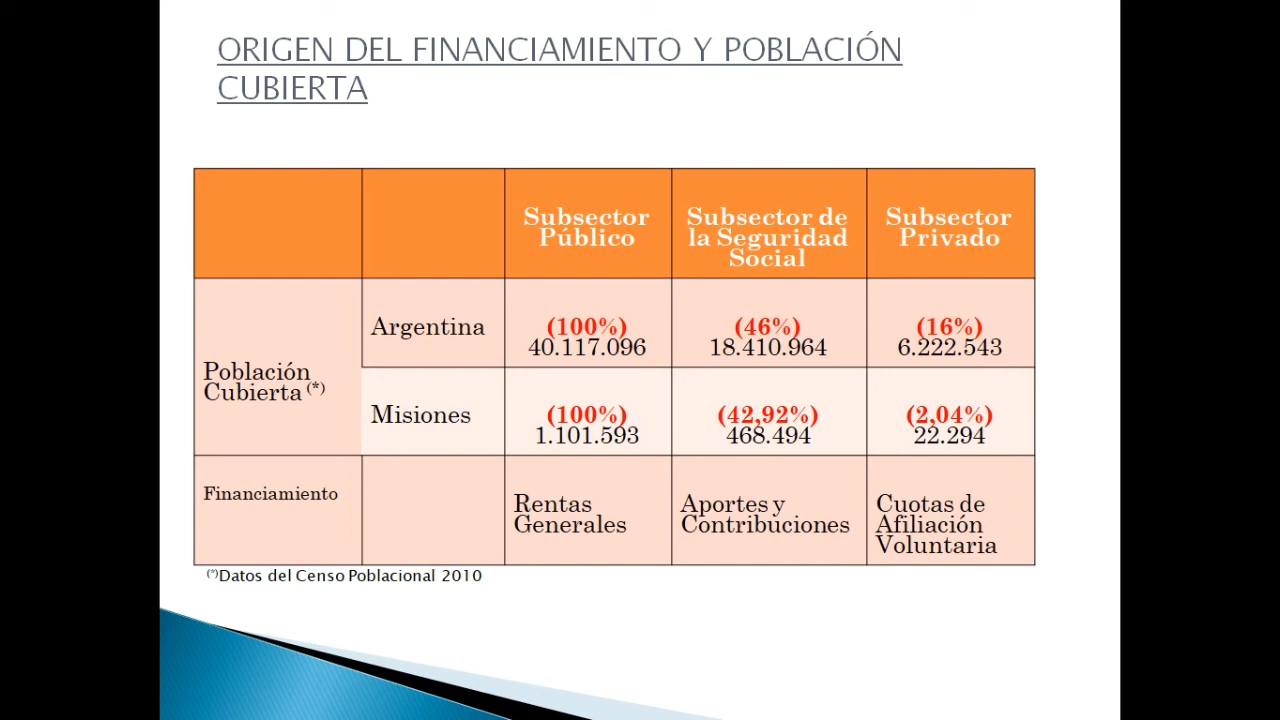 ORIGEN DEL FINANCIAMIENTO Y POBLACIÓN
CUBIERTA
Subsector
Público
Subsector de
la Seguridad
Social
Subsector
Privado
Población
Cubierta (*)
Argentina
(100%)
40.117.096
(46%)
18.410.964
(16%)
6.222.543
Misiones
(100%)
1.101.593
(42,92%)
468.494
(2,04%)
22.294
Financiamiento
Rentas
Generales
Aportes y
Contribuciones
Cuotas de
Afiliación
Voluntaria
(*)Datos del Censo Poblacional 2010